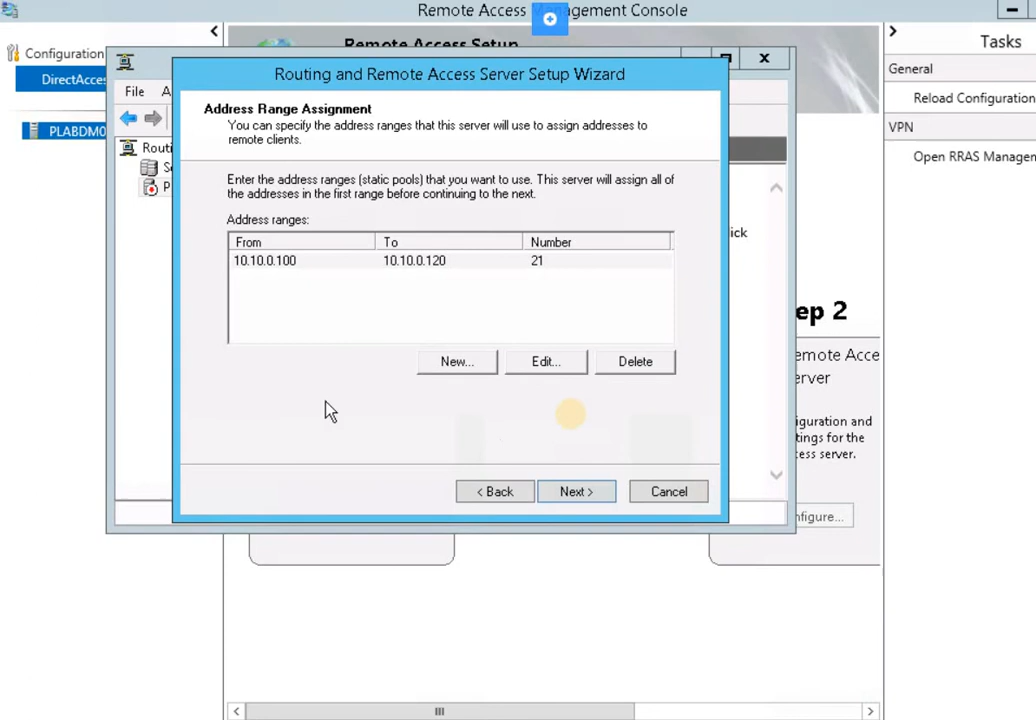 Remote Access Management Console
Configuration
DirectAcces
PLABDM0
Remote Access Setup
Tasks
General
Reload Configuration
VPN
Open RRAS Managem
File
Routi
P
Routing and Remote Access Server Setup Wizard
Address Range Assignment
You can specify the address ranges that this server will use to assign addresses to
remote clients.
Enter the address ranges (static pools) that you want to use. This server will assign all of
the addresses in the first range before continuing to the next.
Address ranges:
From To Number
10.10.0.100 10.10.0.120 21
New... Edit... Delete
< Back Next > Cancel
ick
ep 2
emote Acce
erver
iguration and
tings for the
ess server.
nfigure...